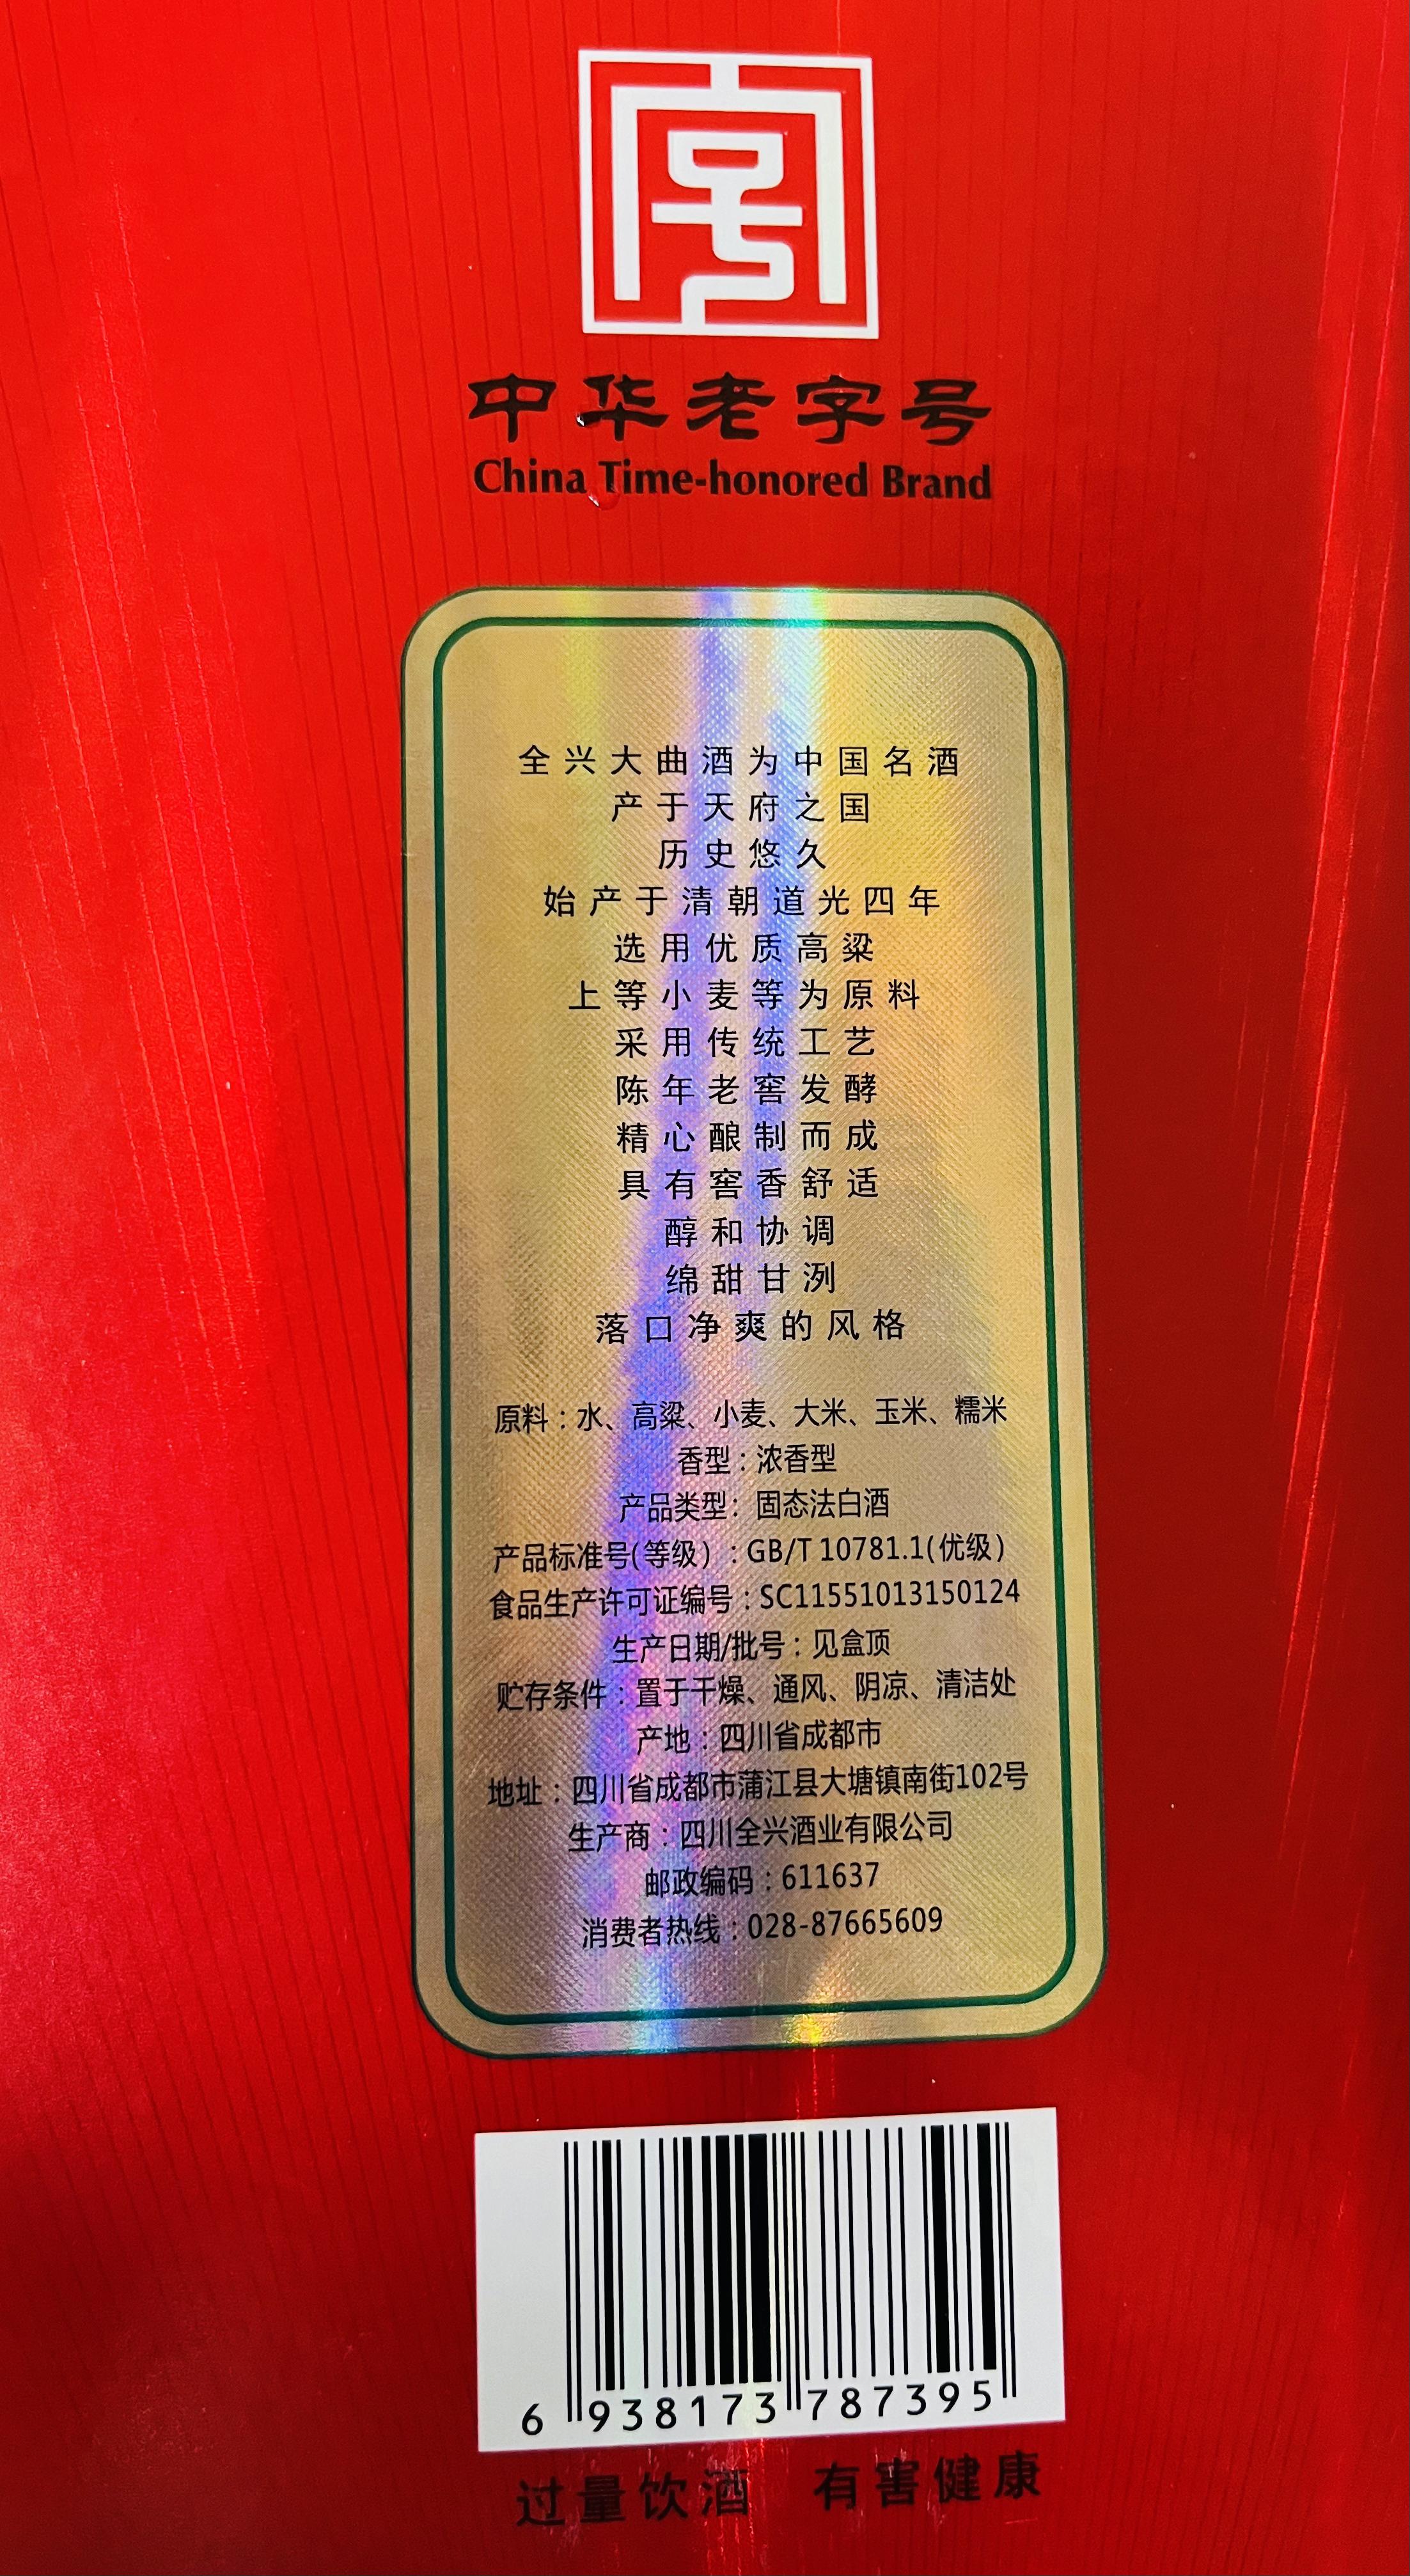 中华老字号
China Time-honored Brand
全兴大曲酒为中国名酒
产于天府之国
历史悠久
始产于清朝道光四年
选用优质高粱
上等小麦等为原料
采用传统工艺
陈年老窖发酵
精心酿制而成
具有窖香舒适
醇和协调
绵甜甘洌
落口净爽的风格
原料：水、高粱、小麦、大米、玉米、糯米
香型：浓香型
产品类型：固态法白酒
产品标准号(等级）：GB/T 10781.1(优级）
食品生产许可证编号：SC11551013150124
生产日期/批号：见盒顶
贮存条件：置于干燥、通风、阴凉、清洁处
产地：四川省成都市
地址：四川省成都市蒲江县大塘镇南街102号
生产商：四川全兴酒业有限公司
邮政编码：611637
消费者热线：028-87665609
6 938173 787395
过量饮酒 有害健康